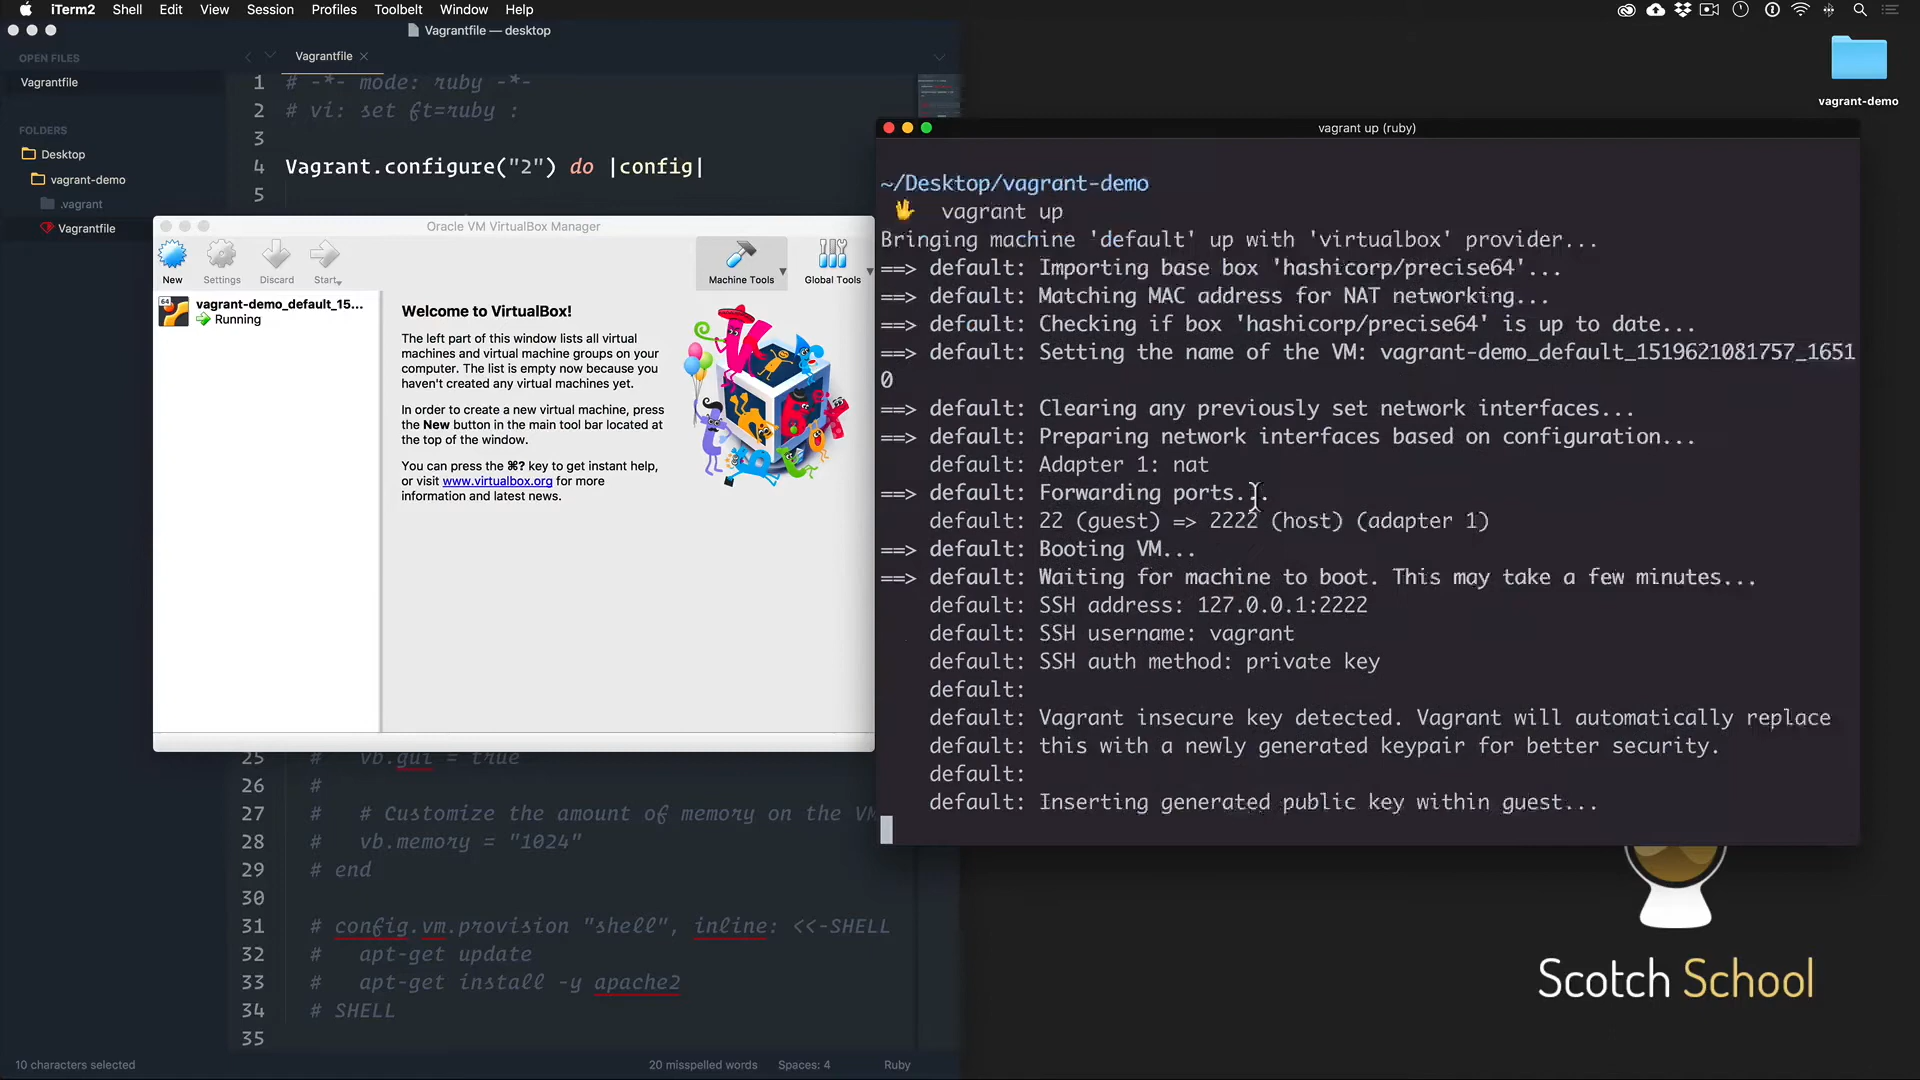 iTerm2 Shell Edit View Session Profiles Toolbelt Window Help
Vagrantfile — desktop
OPEN FILES
Vagrantfile
FOLDERS
Desktop
vagrant-demo
.vagrant
Vagrantfile
Vagrantfile
1 # -*- mode: ruby -*-
2 # vi: set ft=ruby :
3
4 Vagrant.configure("2") do |config|
5
Oracle VM VirtualBox Manager
New
Settings
Discard
Start
Machine Tools
Global Tools
64
vagrant-demo_default_15...
Running
Welcome to VirtualBox!
The left part of this window lists all virtual
machines and virtual machine groups on your
computer. The list is empty now because you
haven't created any virtual machines yet.
In order to create a new virtual machine, press
the New button in the main tool bar located at
the top of the window.
You can press the ⌘? key to get instant help,
or visit www.virtualbox.org for more
information and latest news.
25 # vb.gui = true
26 #
27 # # Customize the amount of memory on the VM
28 # vb.memory = "1024"
29 # end
30
31 # config.vm.provision "shell", inline: <<-SHELL
32 # apt-get update
33 # apt-get install -y apache2
34 # SHELL
35
10 characters selected
20 misspelled words
Spaces: 4
Ruby
vagrant-demo
vagrant up (ruby)
~/Desktop/vagrant-demo
🖖 vagrant up
Bringing machine 'default' up with 'virtualbox' provider...
==> default: Importing base box 'hashicorp/precise64'...
==> default: Matching MAC address for NAT networking...
==> default: Checking if box 'hashicorp/precise64' is up to date...
==> default: Setting the name of the VM: vagrant-demo_default_1519621081757_1651
0
==> default: Clearing any previously set network interfaces...
==> default: Preparing network interfaces based on configuration...
default: Adapter 1: nat
==> default: Forwarding ports...
default: 22 (guest) => 2222 (host) (adapter 1)
==> default: Booting VM...
==> default: Waiting for machine to boot. This may take a few minutes...
default: SSH address: 127.0.0.1:2222
default: SSH username: vagrant
default: SSH auth method: private key
default:
default: Vagrant insecure key detected. Vagrant will automatically replace
default: this with a newly generated keypair for better security.
default:
default: Inserting generated public key within guest...
Scotch School